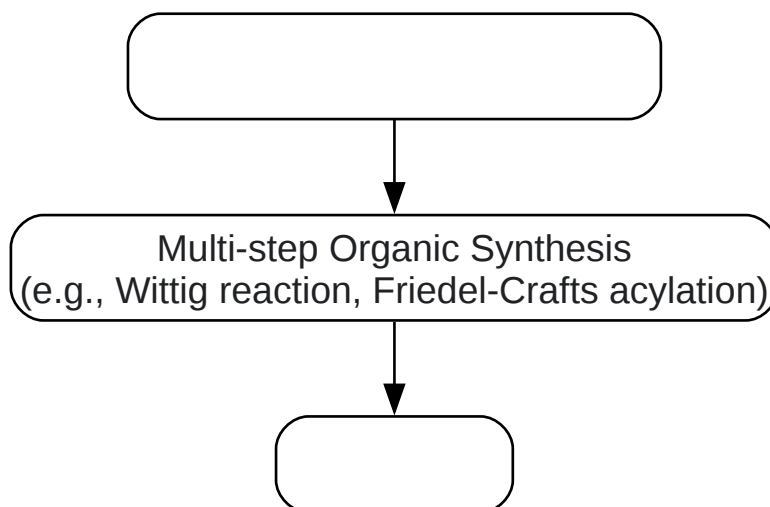 Multi-step Organic Synthesis
(e.g., Wittig reaction, Friedel-Crafts acylation)